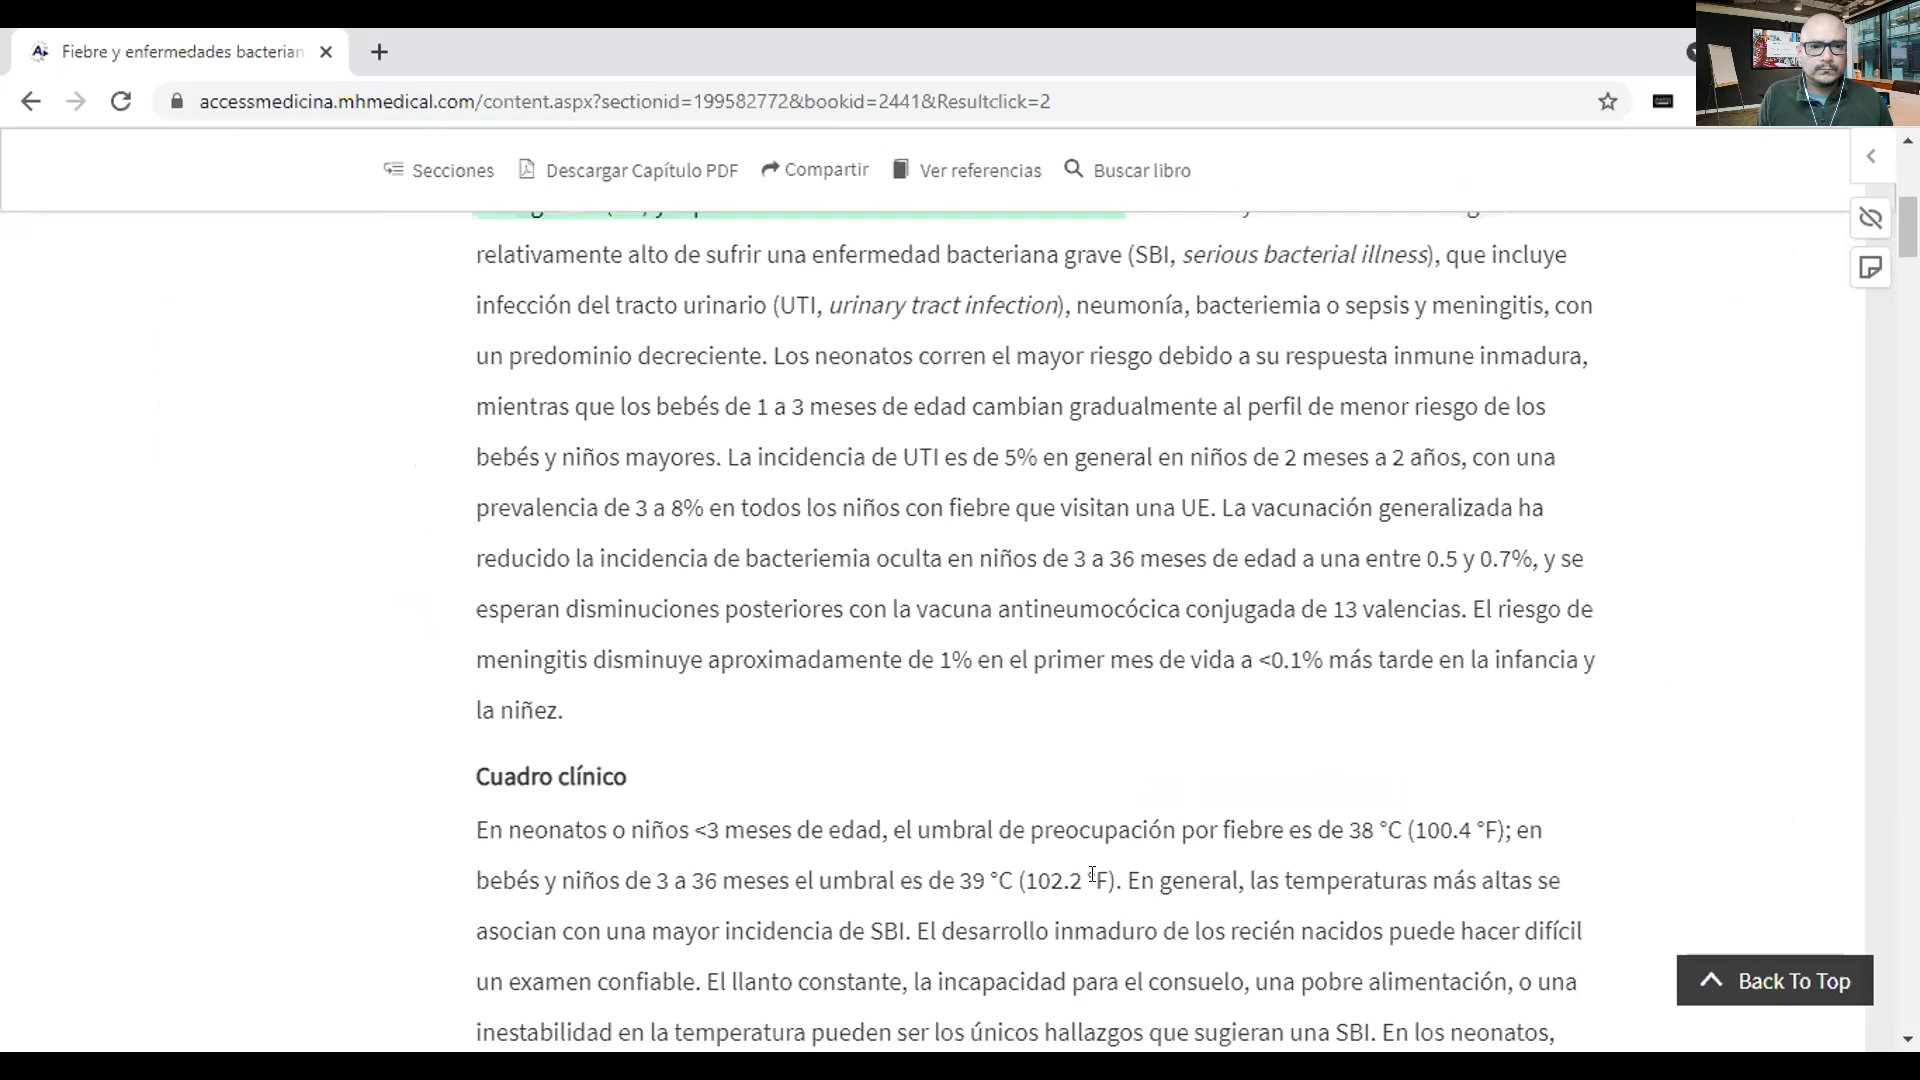 Fiebre y enfermedades bacterian
accessmedicina.mhmedical.com/content.aspx?sectionid=199582772&bookid=2441&Resultclick=2
Secciones Descargar Capítulo PDF Compartir Ver referencias Buscar libro
relativamente alto de sufrir una enfermedad bacteriana grave (SBI, serious bacterial illness), que incluye
infección del tracto urinario (UTI, urinary tract infection), neumonía, bacteriemia o sepsis y meningitis, con
un predominio decreciente. Los neonatos corren el mayor riesgo debido a su respuesta inmune inmadura,
mientras que los bebés de 1 a 3 meses de edad cambian gradualmente al perfil de menor riesgo de los
bebés y niños mayores. La incidencia de UTI es de 5% en general en niños de 2 meses a 2 años, con una
prevalencia de 3 a 8% en todos los niños con fiebre que visitan una UE. La vacunación generalizada ha
reducido la incidencia de bacteriemia oculta en niños de 3 a 36 meses de edad a una entre 0.5 y 0.7%, y se
esperan disminuciones posteriores con la vacuna antineumocócica conjugada de 13 valencias. El riesgo de
meningitis disminuye aproximadamente de 1% en el primer mes de vida a <0.1% más tarde en la infancia y
la niñez.
Cuadro clínico
En neonatos o niños <3 meses de edad, el umbral de preocupación por fiebre es de 38 °C (100.4 °F); en
bebés y niños de 3 a 36 meses el umbral es de 39 °C (102.2 °F). En general, las temperaturas más altas se
asocian con una mayor incidencia de SBI. El desarrollo inmaduro de los recién nacidos puede hacer difícil
un examen confiable. El llanto constante, la incapacidad para el consuelo, una pobre alimentación, o una
Back To Top
inestabilidad en la temperatura pueden ser los únicos hallazgos que sugieran una SBI. En los neonatos,